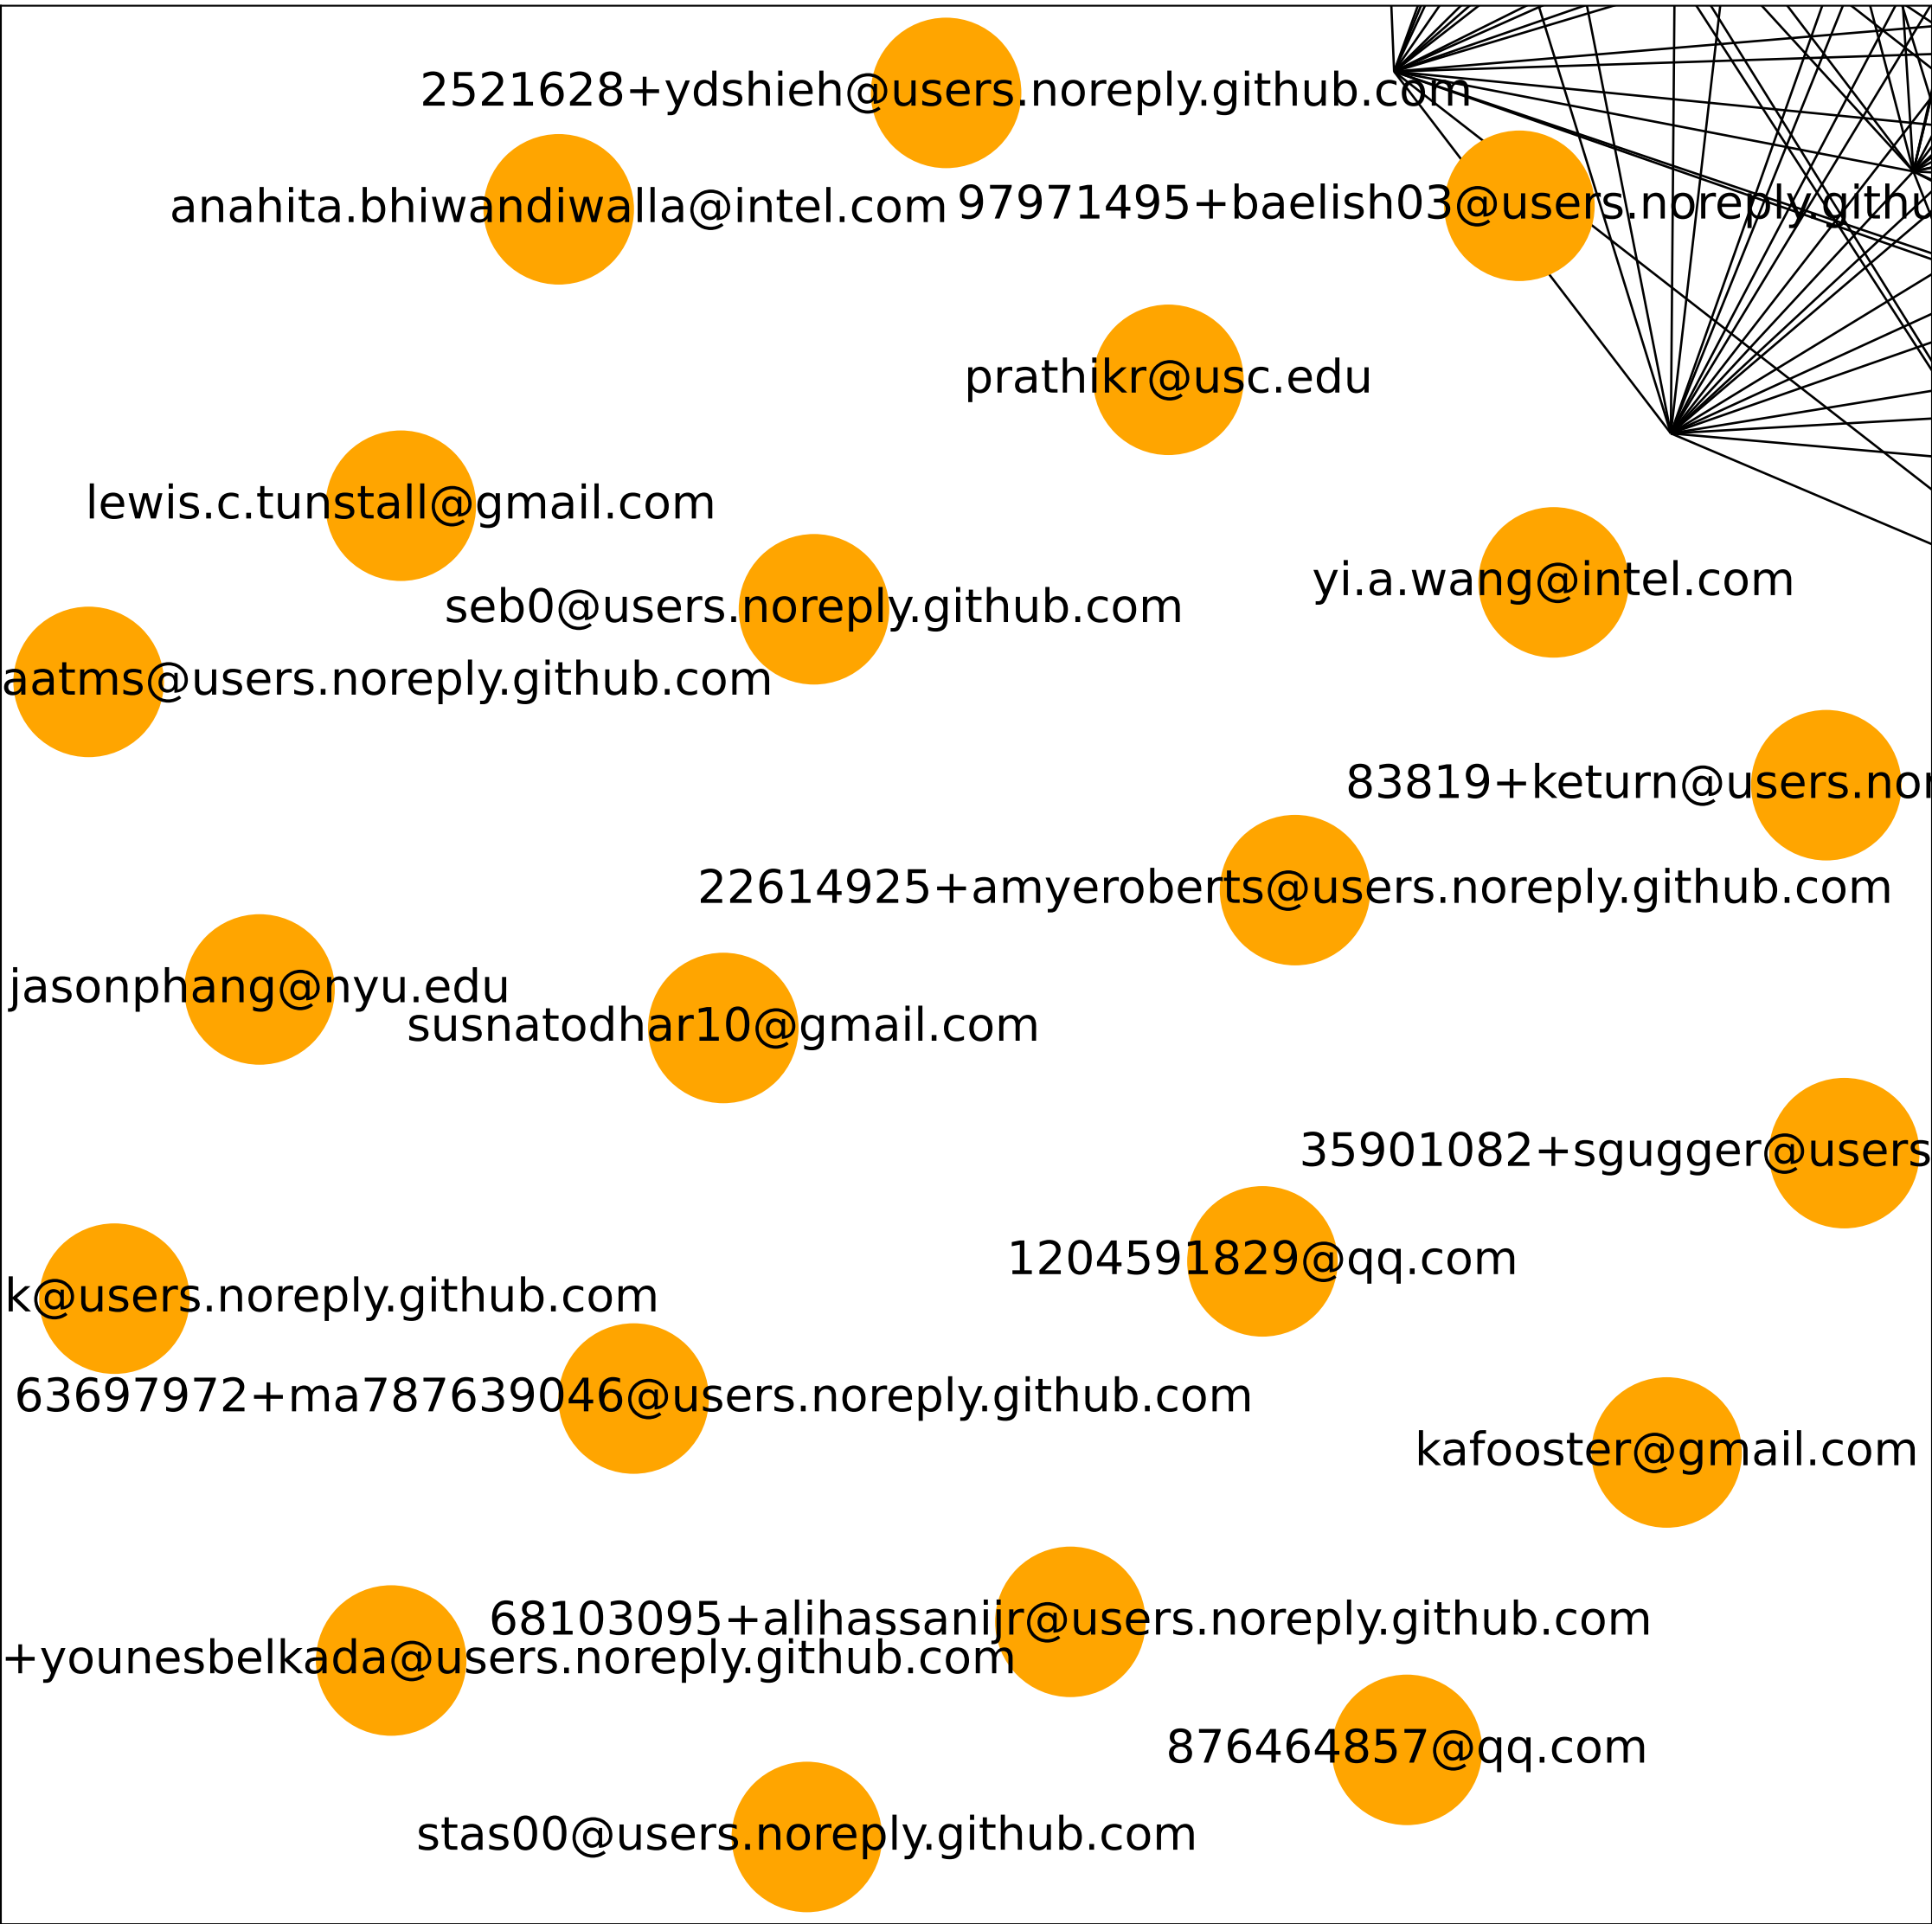 2521628+ydshieh@users.noreply.github.com
anahita.bhiwandiwalla@intel.com
97971495+baelish03@users.noreply.githu
prathikr@usc.edu
lewis.c.tunstall@gmail.com
yi.a.wang@intel.com
seb0@users.noreply.github.com
aatms@users.noreply.github.com
83819+keturn@users.nor
22614925+amyeroberts@users.noreply.github.com
jasonphang@nyu.edu
susnatodhar10@gmail.com
35901082+sgugger@users
1204591829@qq.com
k@users.noreply.github.com
63697972+ma787639046@users.noreply.github.com
kafooster@gmail.com
68103095+alihassanijr@users.noreply.github.com
+younesbelkada@users.noreply.github.com
876464857@qq.com
stas00@users.noreply.github.com